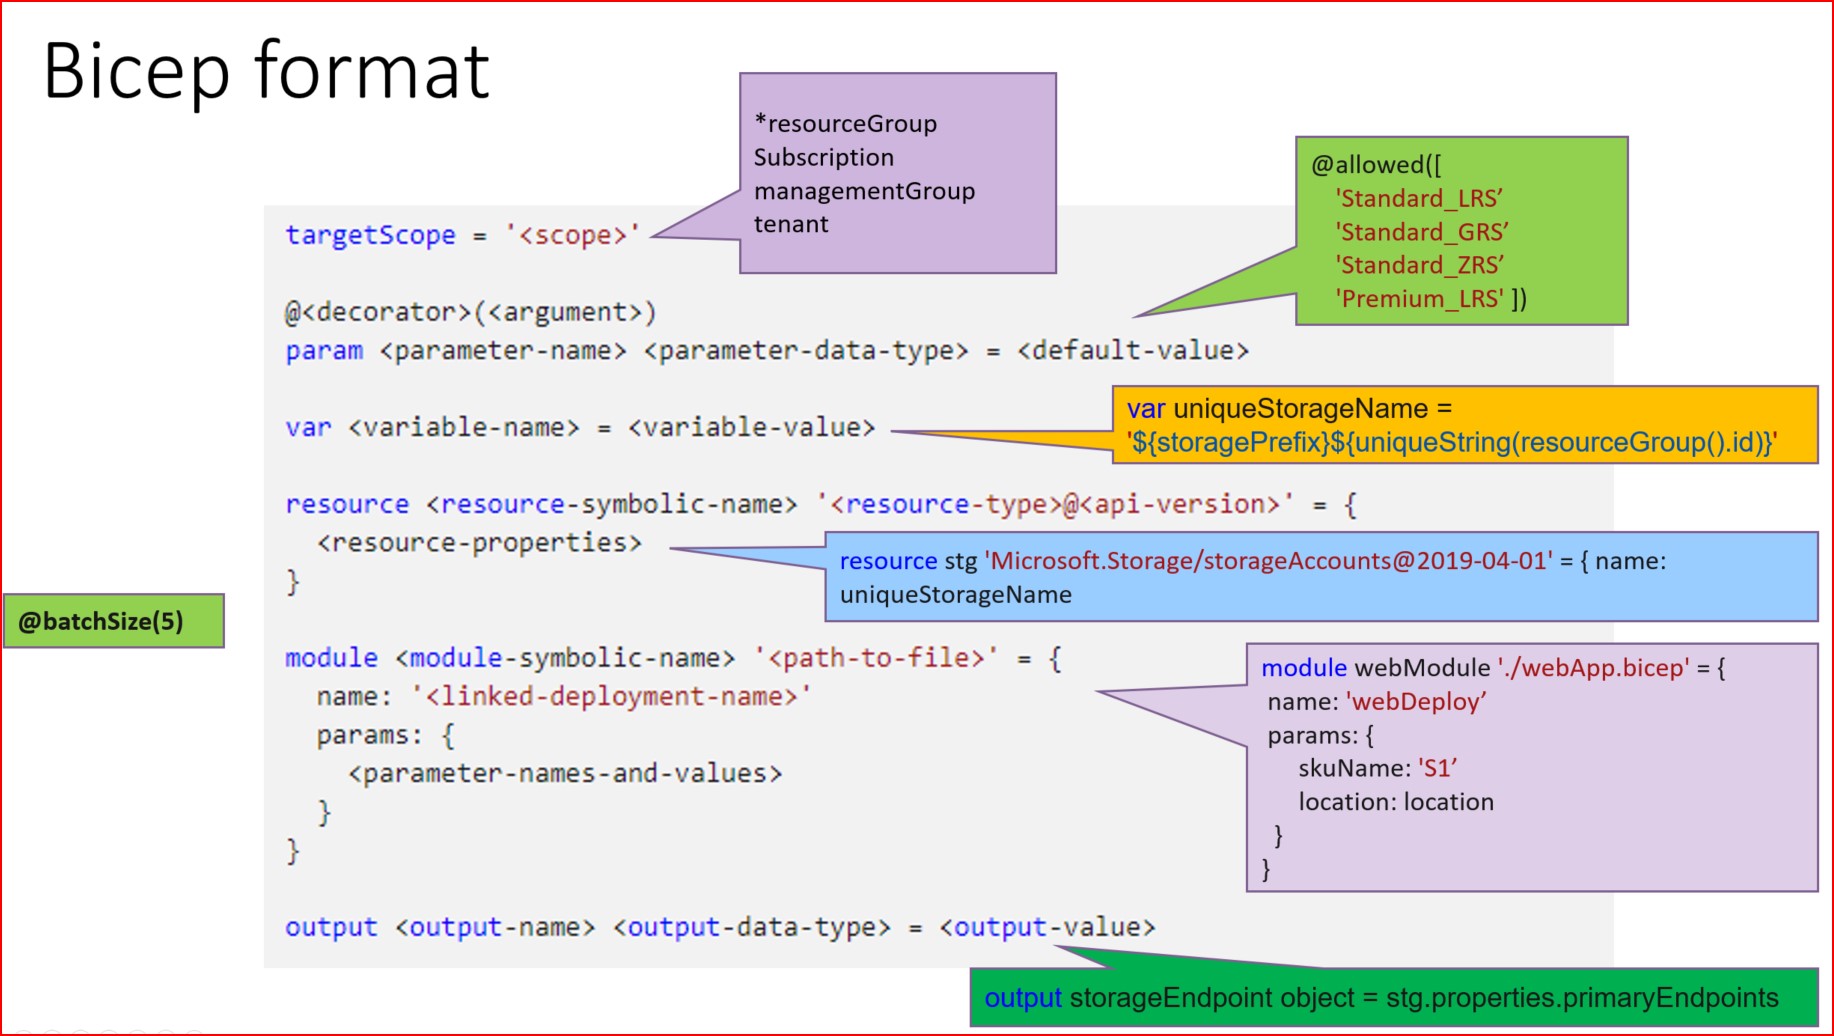 Bicep format
*resourceGroup
Subscription
managementGroup
tenant
@allowed([
'Standard_LRS’
'Standard_GRS’
'Standard_ZRS’
'Premium_LRS' ])
targetScope = '<scope>'
@<decorator>(<argument>)
param <parameter-name> <parameter-data-type> = <default-value>
var <variable-name> = <variable-value>
var uniqueStorageName =
'${storagePrefix}${uniqueString(resourceGroup().id)}'
resource <resource-symbolic-name> '<resource-type>@<api-version>' = {
<resource-properties>
}
resource stg 'Microsoft.Storage/storageAccounts@2019-04-01' = { name:
uniqueStorageName
@batchSize(5)
module <module-symbolic-name> '<path-to-file>' = {
name: '<linked-deployment-name>'
params: {
<parameter-names-and-values>
}
}
module webModule './webApp.bicep' = {
name: 'webDeploy’
params: {
skuName: 'S1’
location: location
}
}
output <output-name> <output-data-type> = <output-value>
output storageEndpoint object = stg.properties.primaryEndpoints